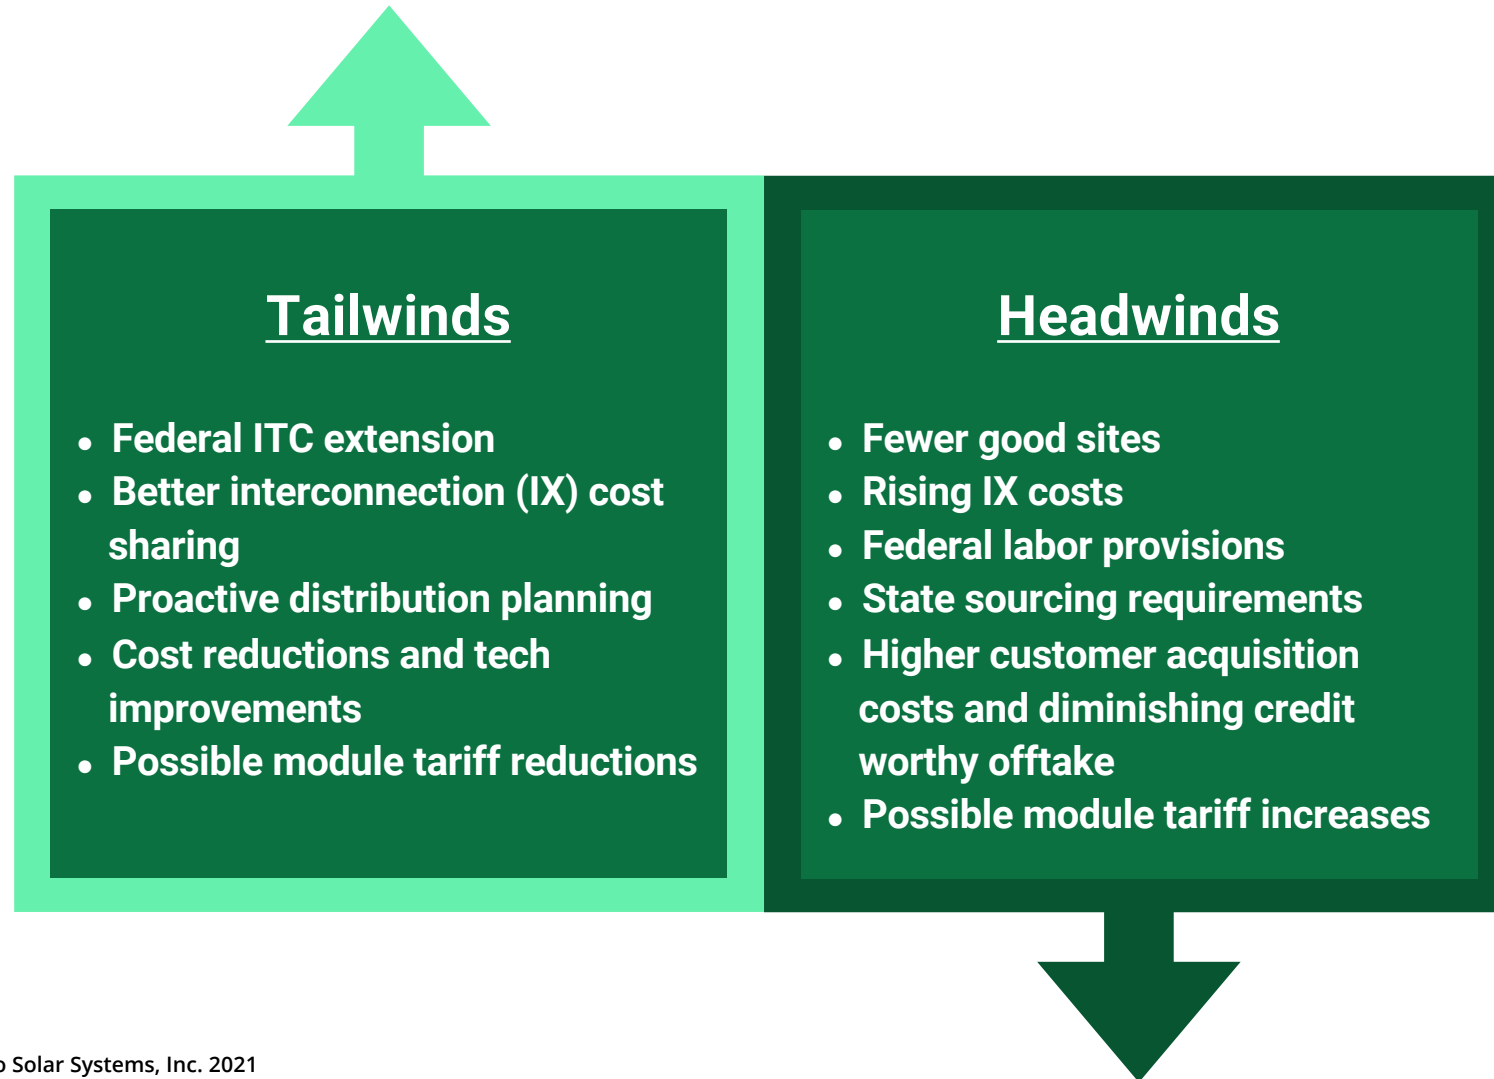 Tailwinds
• Federal ITC extension
• Better interconnection (IX) cost
sharing
• Proactive distribution planning
• Cost reductions and tech
improvements
• Possible module tariff reductions
Headwinds
• Fewer good sites
• Rising IX costs
• Federal labor provisions
• State sourcing requirements
• Higher customer acquisition
costs and diminishing credit
worthy offtake
• Possible module tariff increases
Solar Systems, Inc. 2021